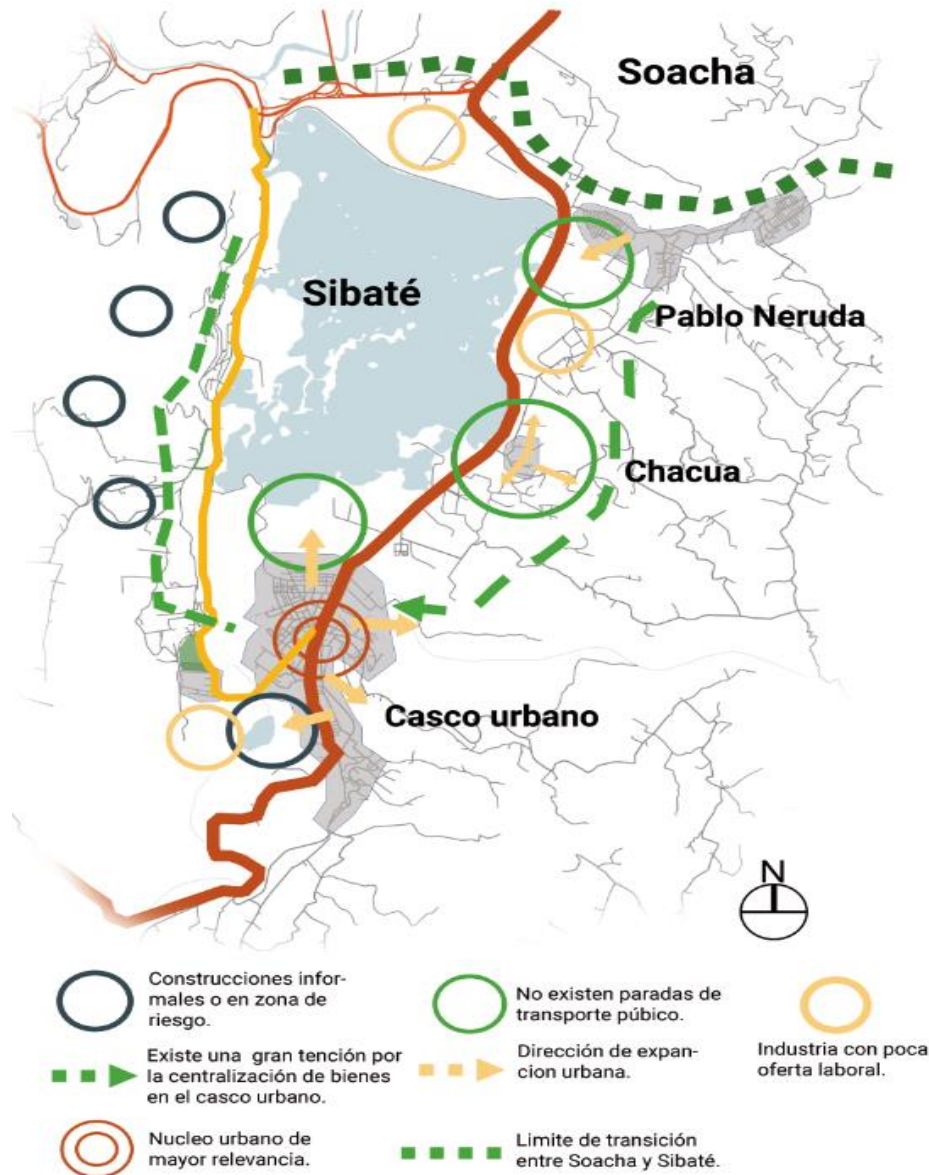 Soacha
Sibaté
Pablo Neruda
Chacua
Casco urbano
N
Construcciones infor-
males o en zona de
riesgo.
No existen paradas de
transporte púbico.
Industria con poca
oferta laboral.
Existe una gran tención por
la centralización de bienes
en el casco urbano.
Dirección de expan-
cion urbana.
Nucleo urbano de
mayor relevancia.
Limite de transición
entre Soacha y Sibaté.